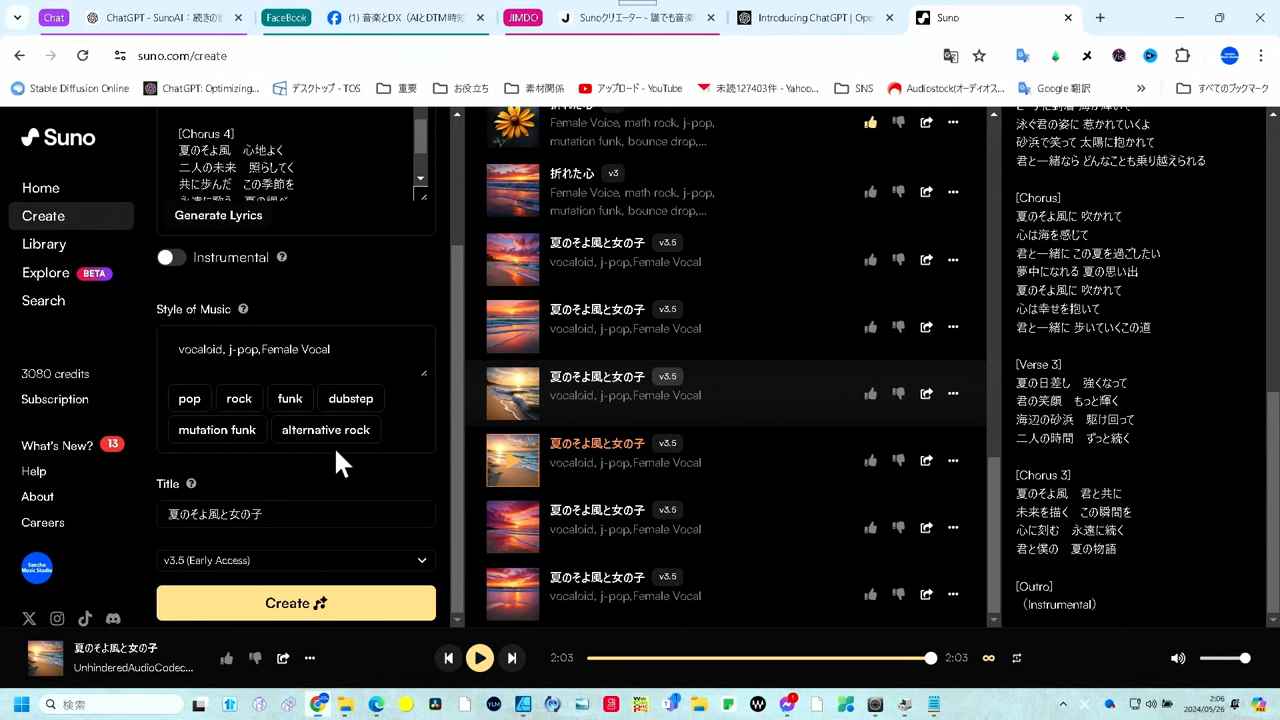 Chat
ChatGPT - SunoAI : 続きの
FaceBook
(1) 音楽とDX（AIとDTM時短
JIMDO
Sunoクリエーター - 誰でも音楽
Introducing ChatGPT | Ope
Suno
suno.com/create
Stable Diffusion Online
ChatGPT: Optimizing...
デスクトップ - TOS
重要
お役立ち
素材関係
アップロード - YouTube
未読127403件 - Yahoo...
SNS
Audiostock(オーディオス...
Google 翻訳
»
すべてのブックマーク
Suno
Home
Create
Library
Explore BETA
Search
3080 credits
Subscription
What's New? 13
Help
About
Careers
Sancho Music Studio
[Chorus 4]
夏のそよ風　心地よく
二人の未来　照らしてく
共に歩んだ　この季節を
Generate Lyrics
Instrumental
Style of Music
vocaloid, j-pop,Female Vocal
pop
rock
funk
dubstep
mutation funk
alternative rock
Title
夏のそよ風と女の子
v3.5 (Early Access)
Create
折れた心
Female Voice, math rock, j-pop,
mutation funk, bounce drop,...
折れた心 v3
Female Voice, math rock, j-pop,
mutation funk, bounce drop,...
夏のそよ風と女の子 v3.5
vocaloid, j-pop,Female Vocal
夏のそよ風と女の子 v3.5
vocaloid, j-pop,Female Vocal
夏のそよ風と女の子 v3.5
vocaloid, j-pop,Female Vocal
夏のそよ風と女の子 v3.5
vocaloid, j-pop,Female Vocal
夏のそよ風と女の子 v3.5
vocaloid, j-pop,Female Vocal
夏のそよ風と女の子 v3.5
vocaloid, j-pop,Female Vocal
泳ぐ君の姿に 惹かれていくよ
砂浜で笑って 太陽に抱かれて
君と一緒なら どんなことも乗り越えられる
[Chorus]
夏のそよ風に 吹かれて
心は海を感じて
君と一緒に この夏を過ごしたい
夢中になれる 夏の思い出
夏のそよ風に 吹かれて
心は幸せを抱いて
君と一緒に 歩いていくこの道
[Verse 3]
夏の日差し　強くなって
君の笑顔　もっと輝く
海辺の砂浜　駆け回って
二人の時間　ずっと続く
[Chorus 3]
夏のそよ風　君と共に
未来を描く　この瞬間を
心に刻む　永遠に続く
君と僕の　夏の物語
[Outro]
（Instrumental）
夏のそよ風と女の子
UnhinderedAudioCodec...
2:03
2:03
検索
2:06
2024/05/26